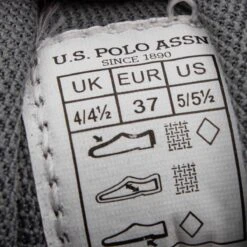 U.S. POLO ASSN
SINCE 1890
UK EUR US
4/4½ 37 5/5½